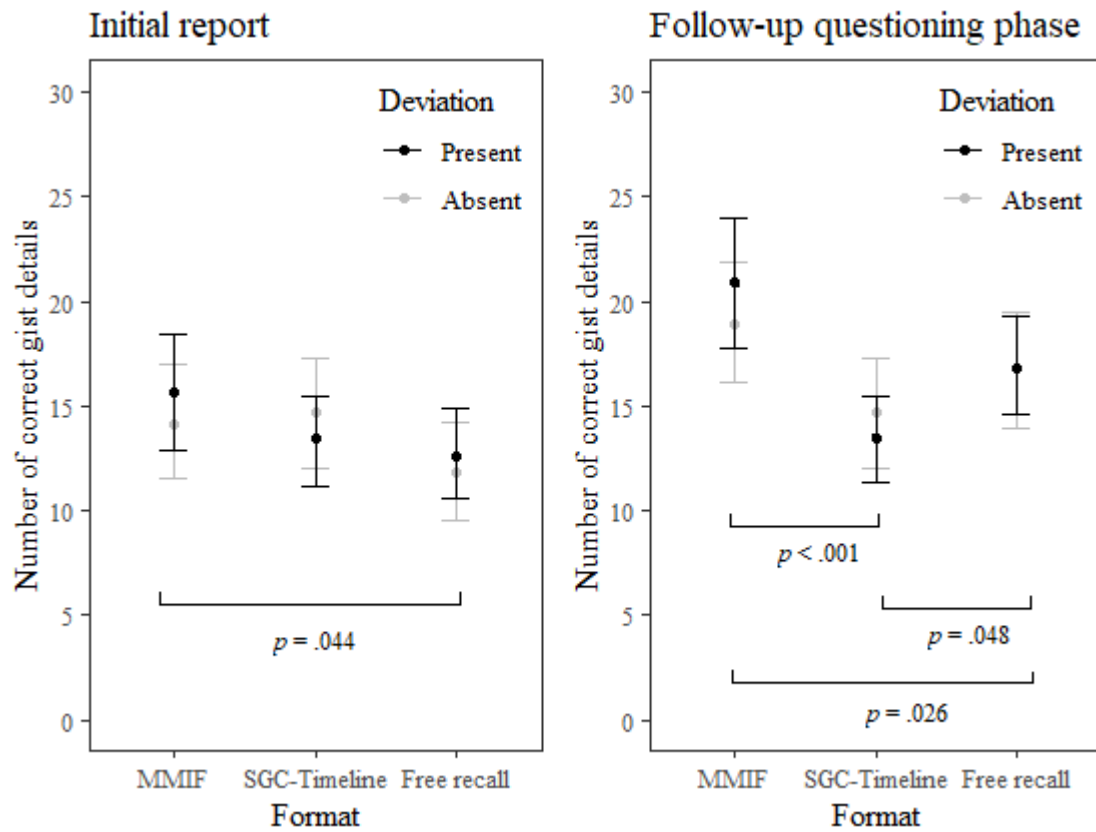 Initial report
Number of correct gist details
30
25
20
15
10
5
0
Deviation
Present
Absent
p = .044
MMIF SGC-Timeline Free recall
Format
Follow-up questioning phase
Number of correct gist details
30
25
20
15
10
5
0
Deviation
Present
Absent
p < .001
p = .048
p = .026
MMIF SGC-Timeline Free recall
Format